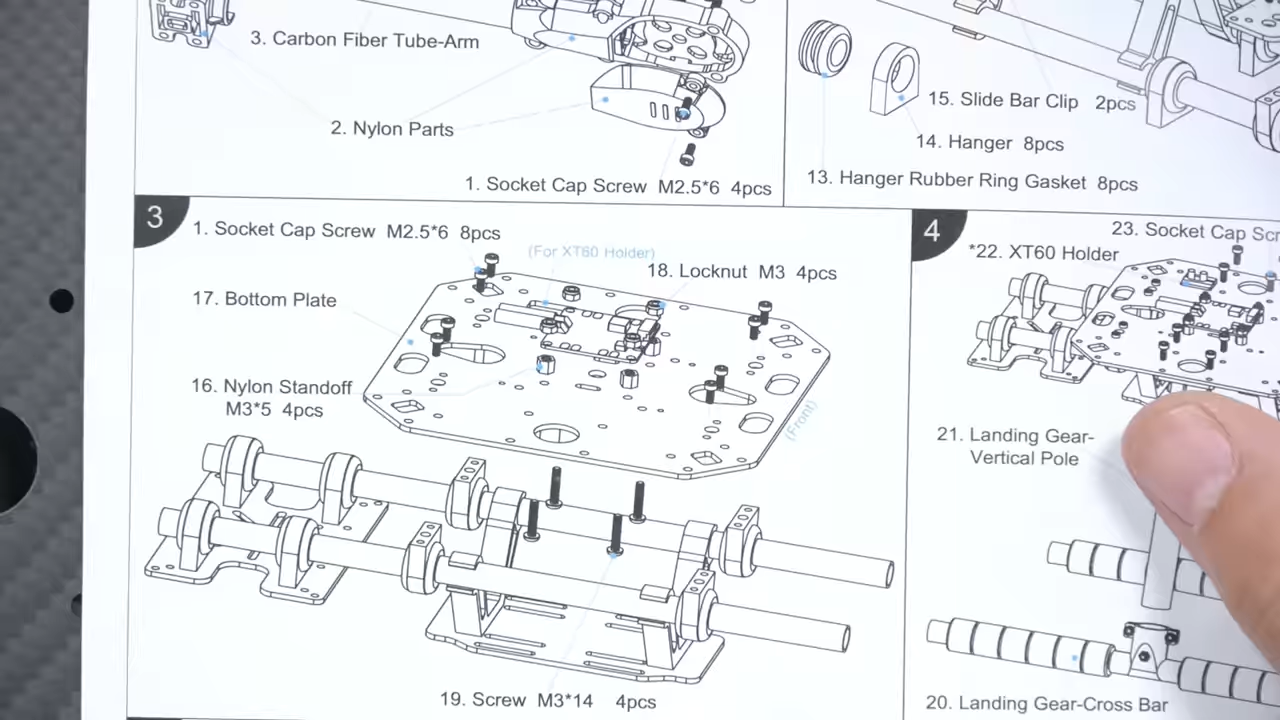 3. Carbon Fiber Tube-Arm
2. Nylon Parts
1. Socket Cap Screw M2.5*6 4pcs
15. Slide Bar Clip 2pcs
14. Hanger 8pcs
13. Hanger Rubber Ring Gasket 8pcs
3
1. Socket Cap Screw M2.5*6 8pcs
(For XT60 Holder)
18. Locknut M3 4pcs
17. Bottom Plate
16. Nylon Standoff
M3*5 4pcs
(Front)
19. Screw M3*14 4pcs
4
23. Socket Cap
*22. XT60 Holder
21. Landing Gear-
Vertical Pole
20. Landing Gear-Cross Bar